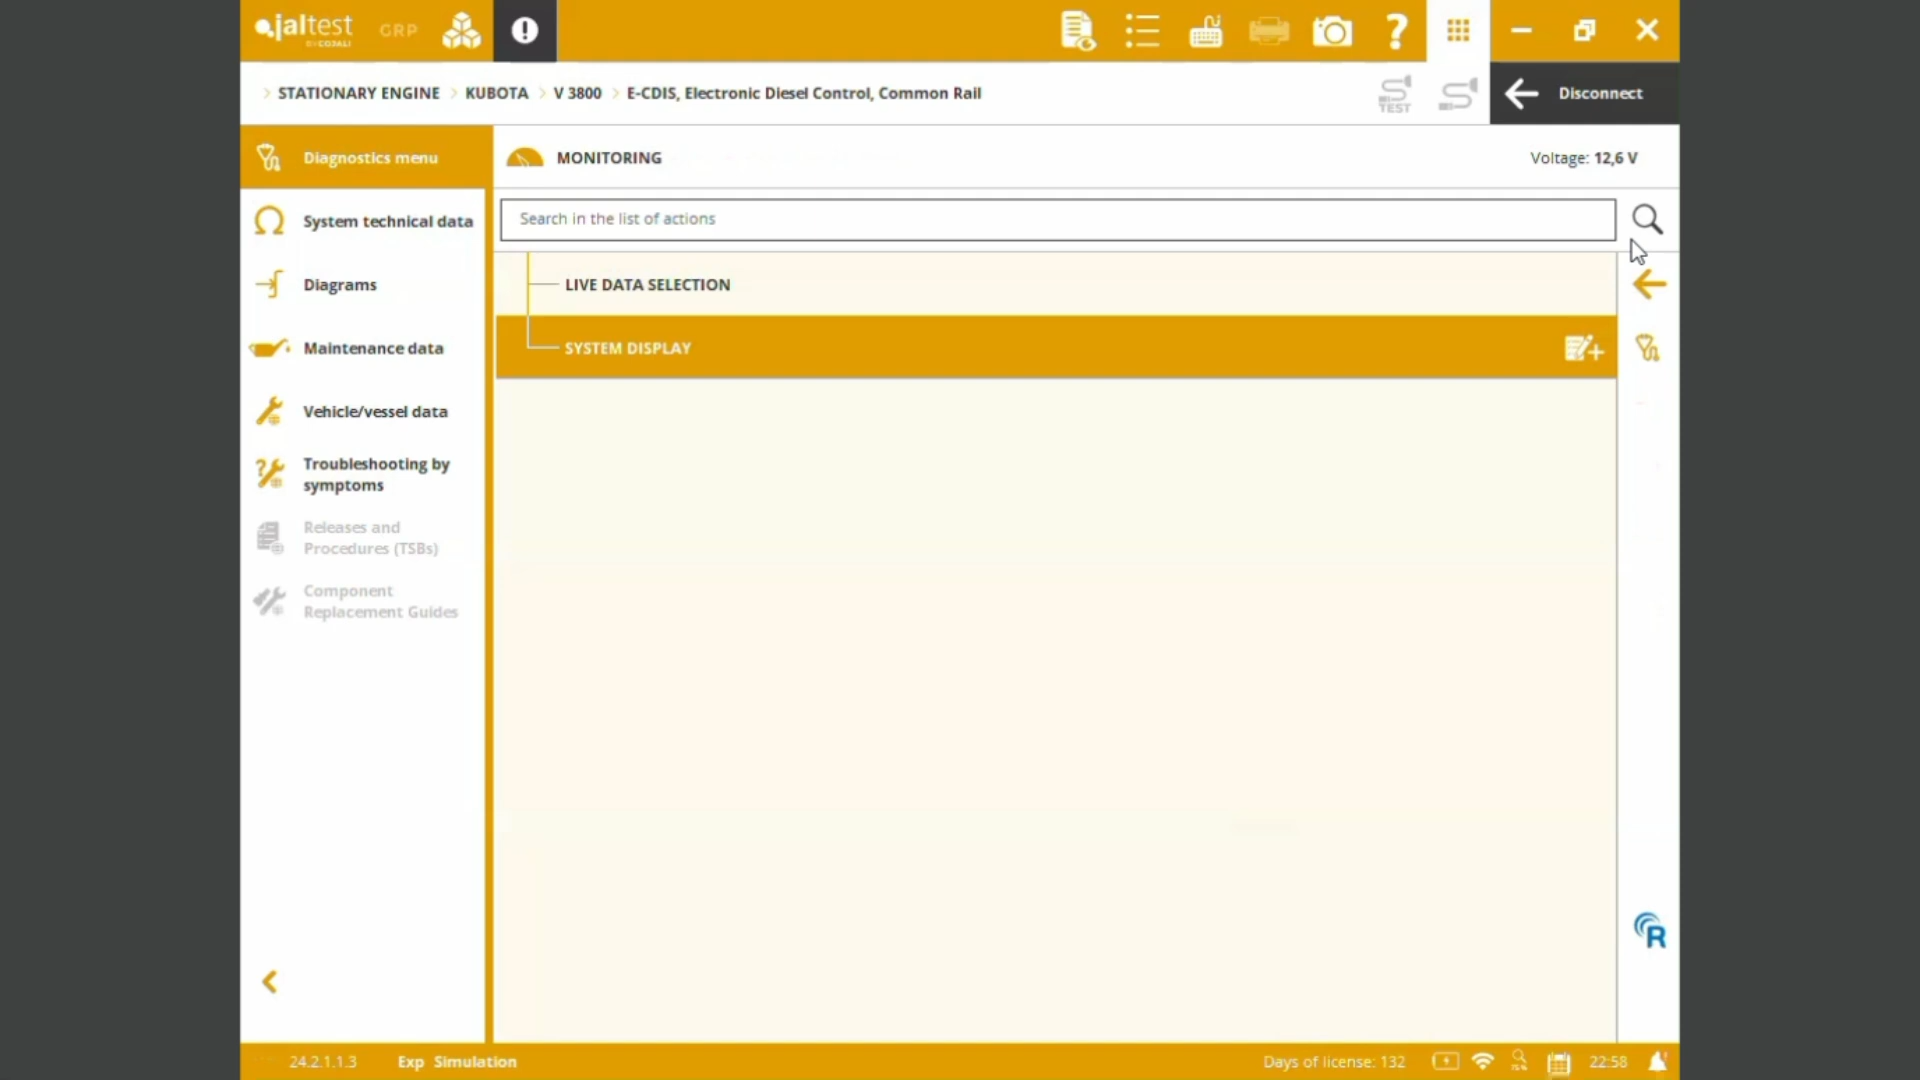 jaltest
BY COJALI
GRP
STATIONARY ENGINE > KUBOTA > V 3800 > E-CDIS, Electronic Diesel Control, Common Rail
TEST
Disconnect
Diagnostics menu
MONITORING
Voltage: 12,6 V
System technical data
Search in the list of actions
Diagrams
LIVE DATA SELECTION
Maintenance data
SYSTEM DISPLAY
Vehicle/vessel data
Troubleshooting by
symptoms
Releases and
Procedures (TSBs)
Component
Replacement Guides
R
24.2.1.1.3
Exp Simulation
Days of license: 132
22:58